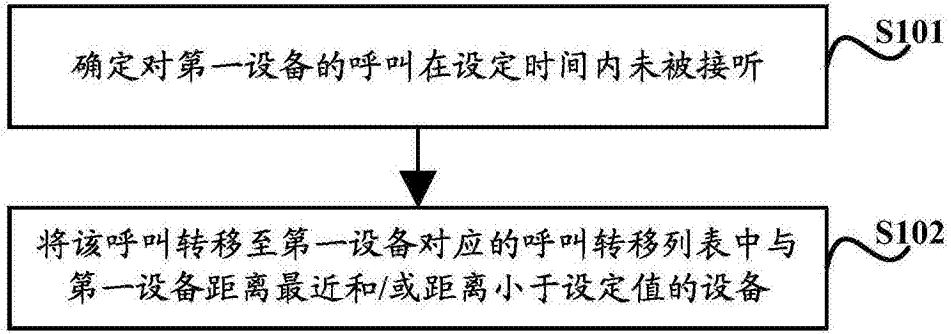 S101
确定对第一设备的呼叫在设定时间内未被接听
S102
将该呼叫转移至第一设备对应的呼叫转移列表中与
第一设备距离最近和/或距离小于设定值的设备